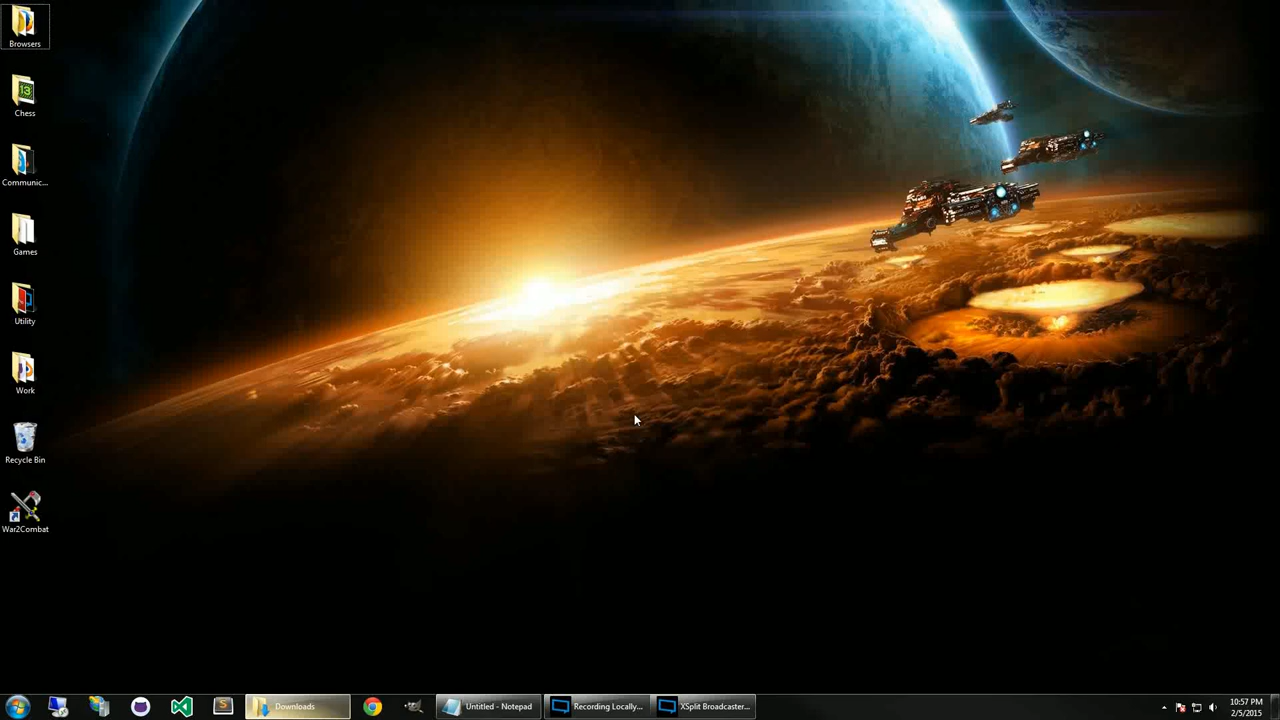 Browsers
Chess
Communic...
Games
Utility
Work
Recycle Bin
War2Combat
Downloads
Untitled - Notepad
Recording Locally...
XSplit Broadcaster...
10:57 PM
2/5/2015
13
S